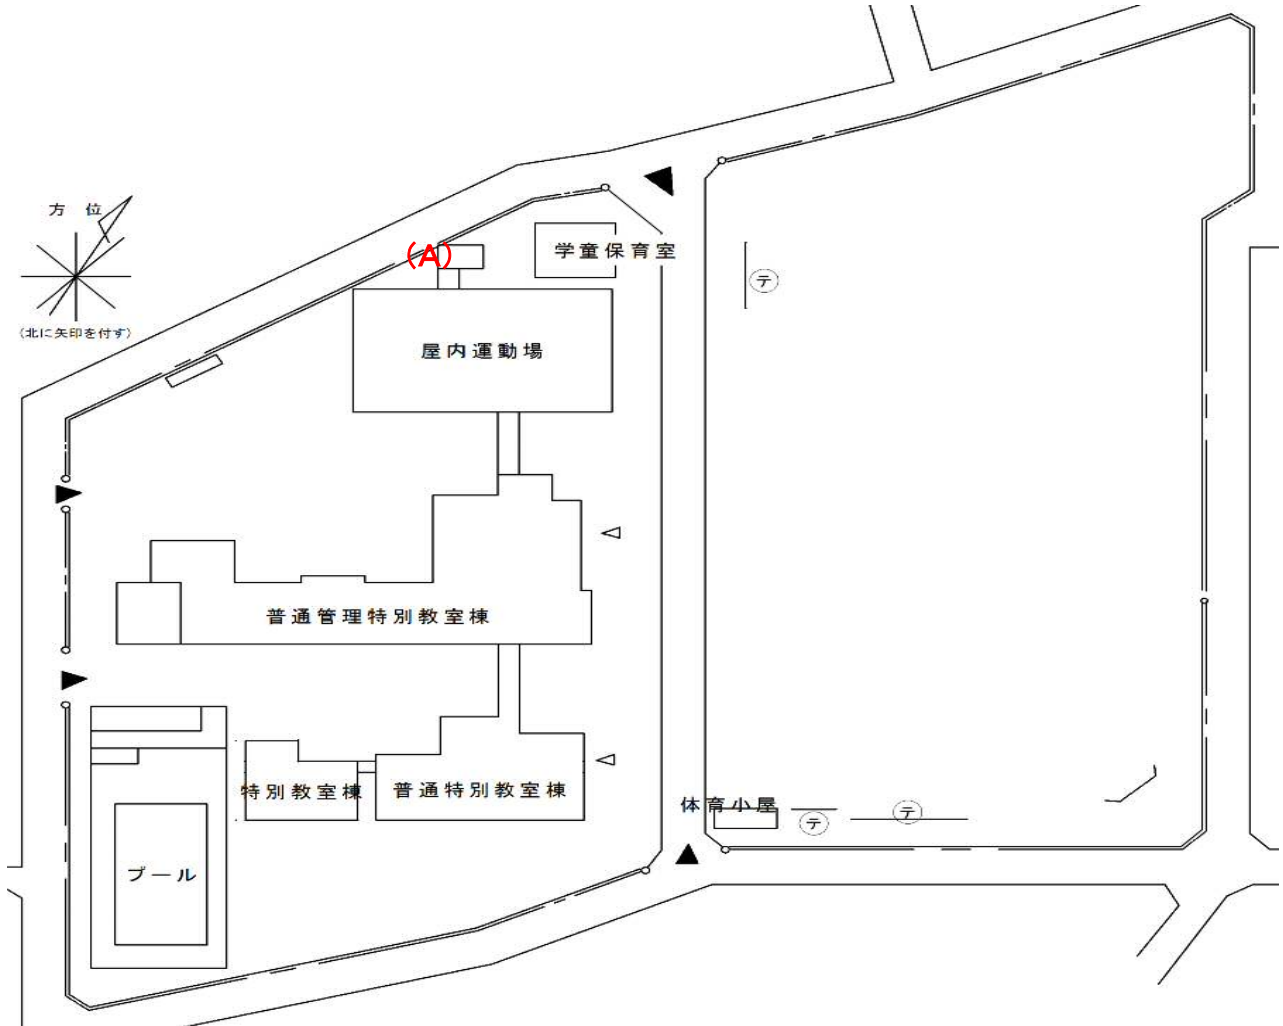 方位
(A)
学童保育室
テ
(北に矢印を付す)
屋内運動場
普通管理特別教室棟
特別教室棟
普通特別教室棟
体育小屋
テ
テ
プール